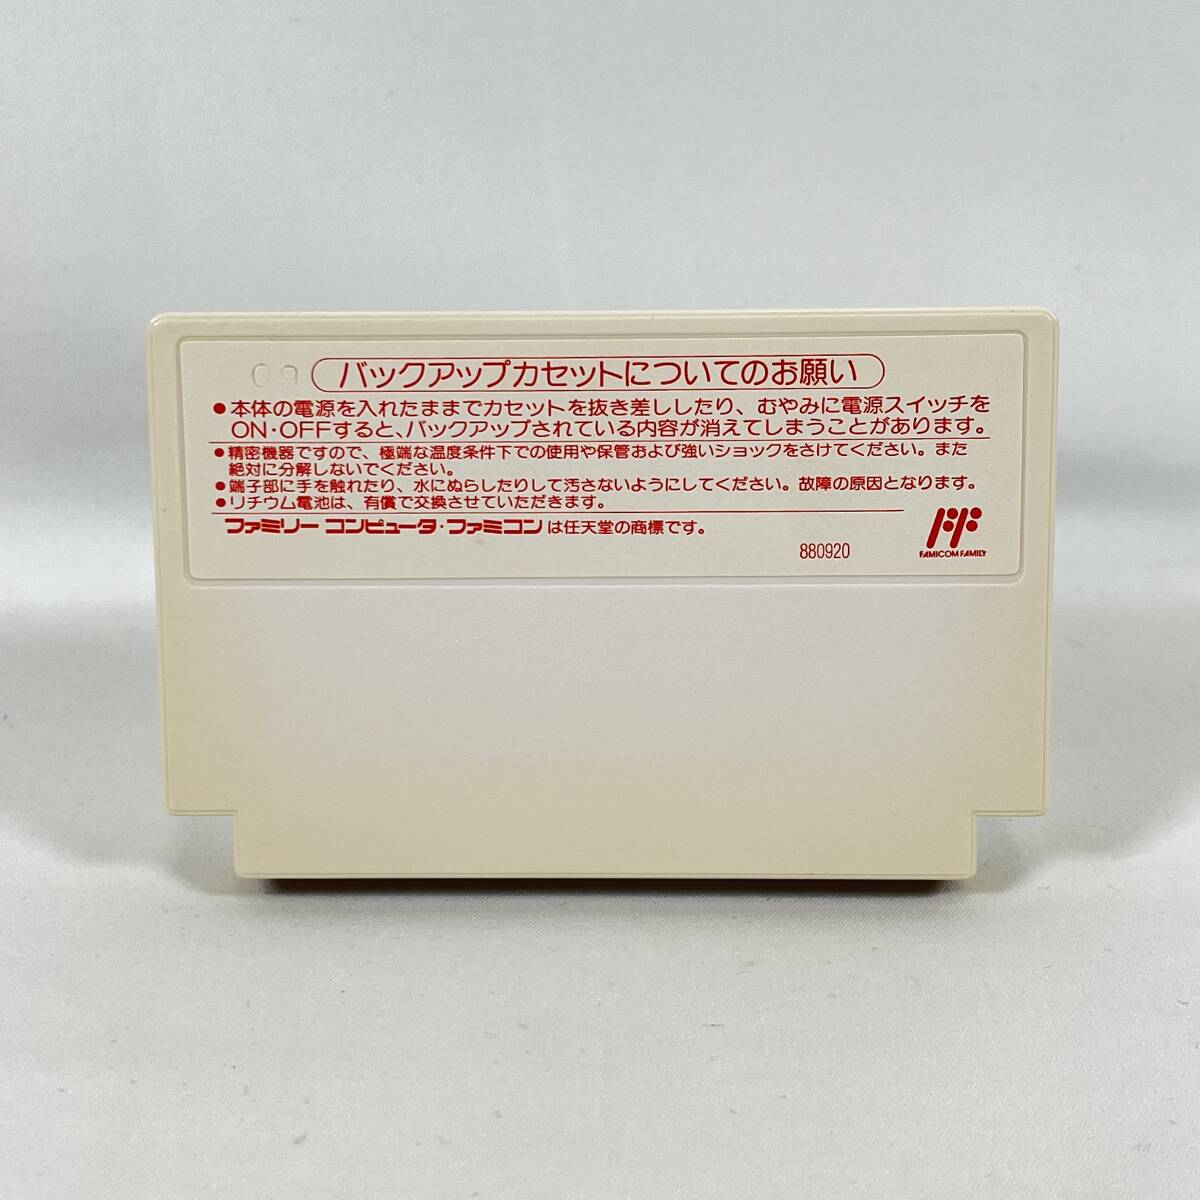 09 バックアップカセットについてのお願い
●本体の電源を入れたままでカセットを抜き差ししたり、むやみに電源スイッチを
ON・OFFすると、バックアップされている内容が消えてしまうことがあります。
●精密機器ですので、極端な温度条件下での使用や保管および強いショックをさけてください。また
絶対に分解しないでください。
●端子部に手を触れたり、水にぬらしたりして汚さないようにしてください。故障の原因となります。
●リチウム電池は、有償で交換させていただきます。
ファミリーコンピュータ・ファミコンは任天堂の商標です。
880920
FAMICOM FAMILY